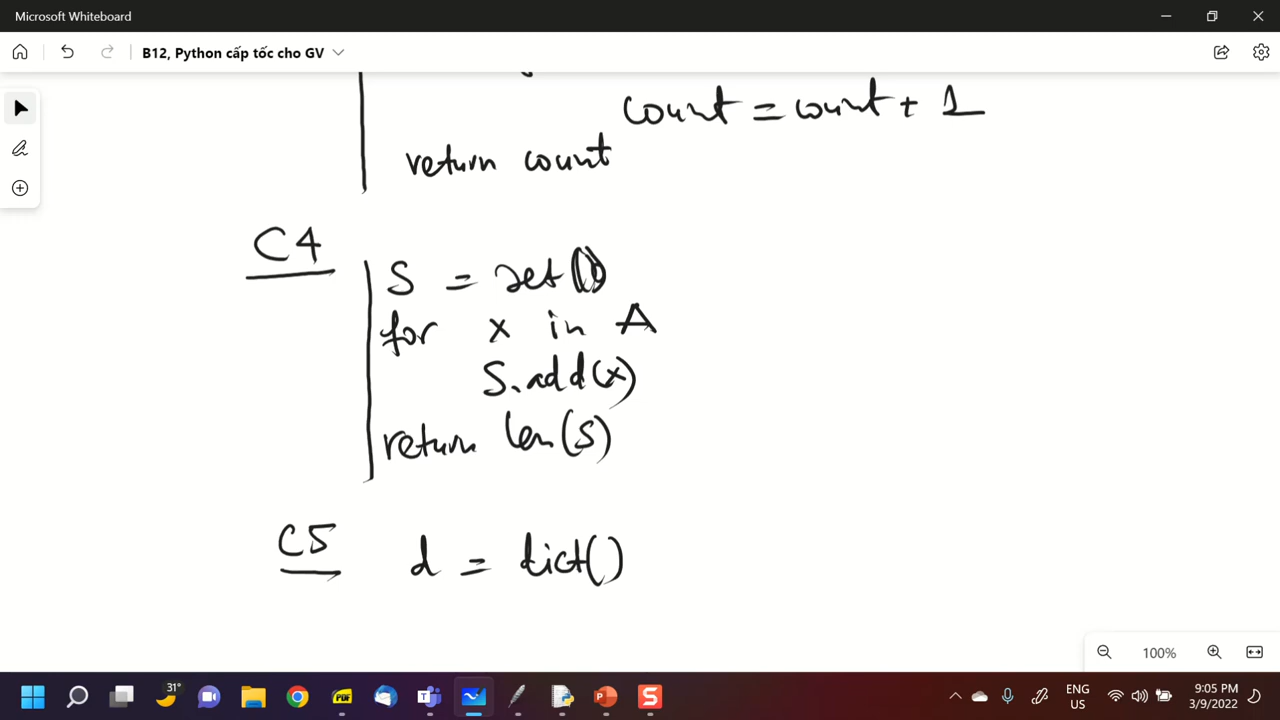 Microsoft Whiteboard
B12, Python cấp tốc cho GV
count = count + 1
return count
C4
S = set()
for x in A
S.add(x)
return len(S)
C5
d = dict()
100%
31°
PDF
ENG
US
9:05 PM
3/9/2022